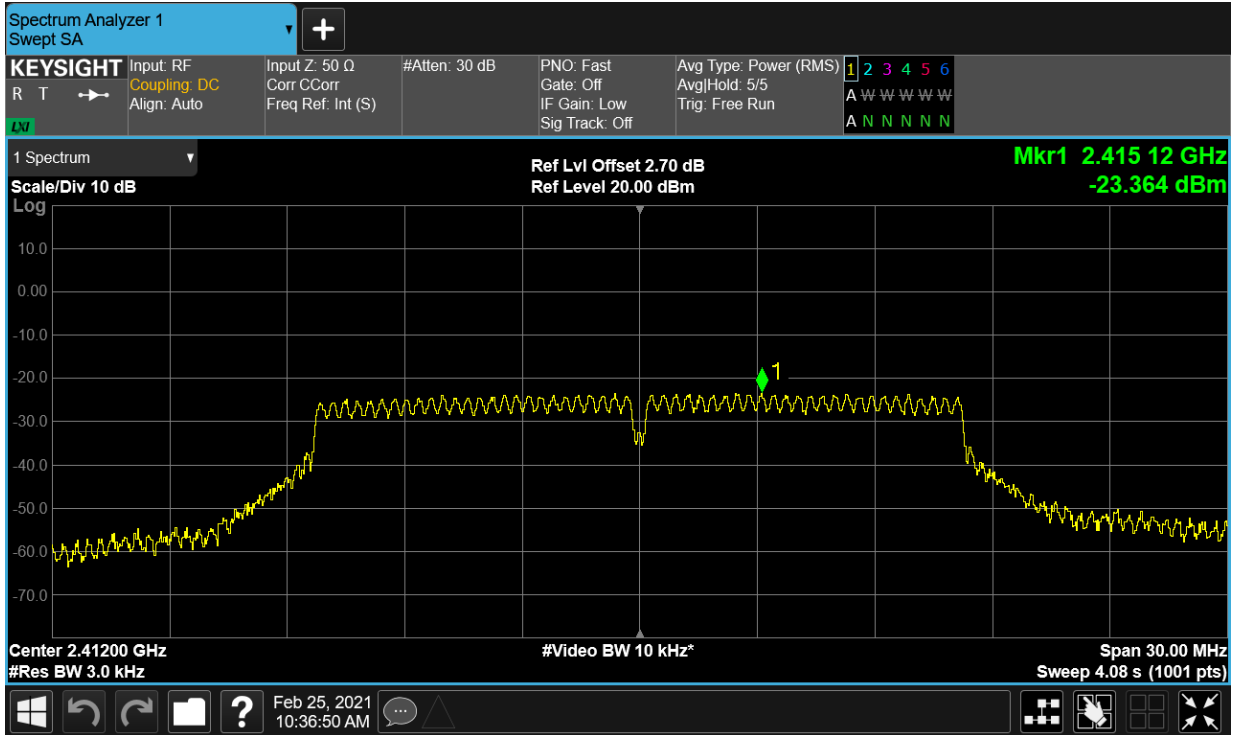 Spectrum Analyzer 1
Swept SA
▼
+
KEYSIGHT
R T
LXI
Input: RF
Coupling: DC
Align: Auto
Input Z: 50 Ω
Corr CCorr
Freq Ref: Int (S)
#Atten: 30 dB
PNO: Fast
Gate: Off
IF Gain: Low
Sig Track: Off
Avg Type: Power (RMS)
Avg|Hold: 5/5
Trig: Free Run
1 2 3 4 5 6
A W W W W W
A N N N N N
1 Spectrum ▼
Scale/Div 10 dB
Log
Ref Lvl Offset 2.70 dB
Ref Level 20.00 dBm
Mkr1 2.415 12 GHz
-23.364 dBm
10.0
0.00
-10.0
-20.0
-30.0
-40.0
-50.0
-60.0
-70.0
1
Center 2.41200 GHz
#Res BW 3.0 kHz
#Video BW 10 kHz*
Span 30.00 MHz
Sweep 4.08 s (1001 pts)
?
Feb 25, 2021
10:36:50 AM